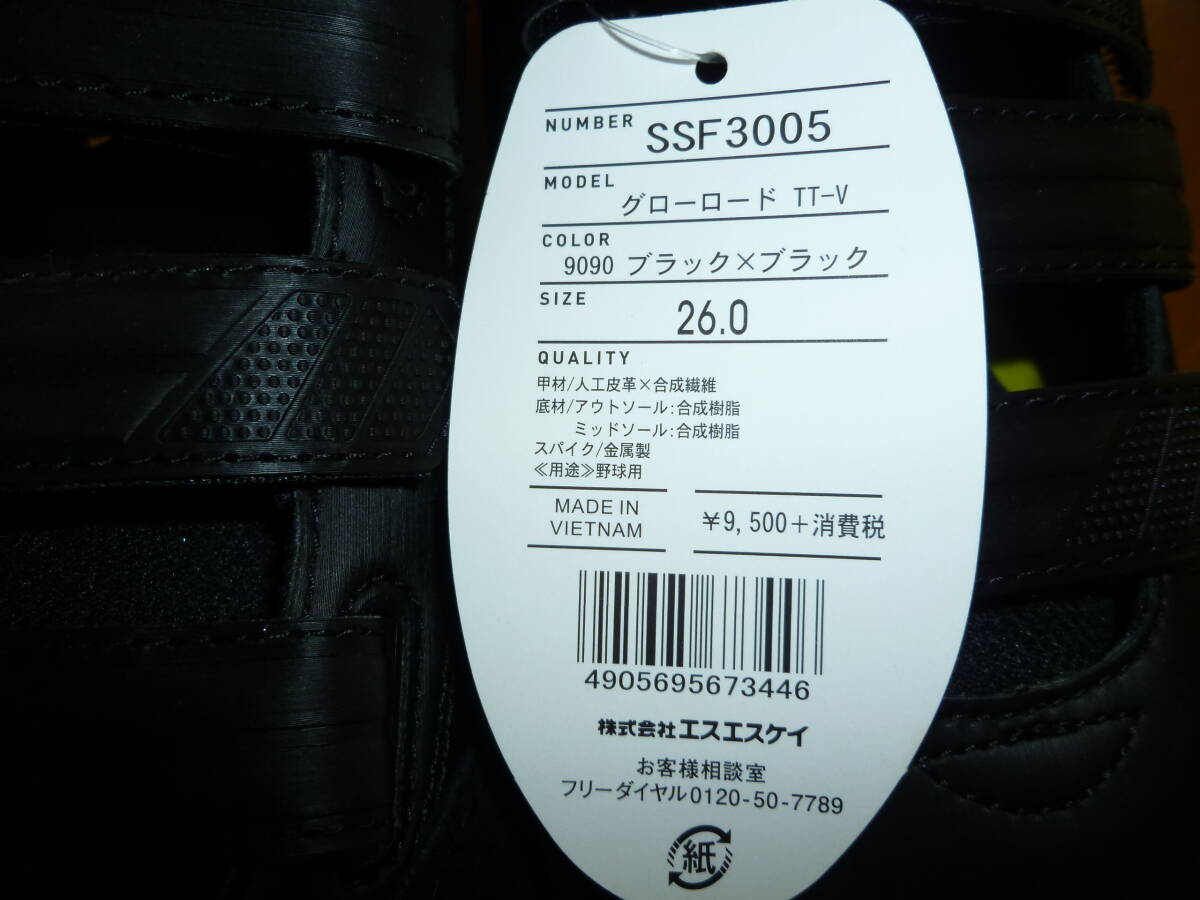 NUMBER SSF3005
MODEL
グローロード TT-V
COLOR
9090 ブラック×ブラック
SIZE
26.0
QUALITY
甲材/人工皮革×合成繊維
底材/アウトソール:合成樹脂
ミッドソール:合成樹脂
スパイク/金属製
≪用途≫野球用
MADE IN
VIETNAM
¥9,500+消費税
4905695673446
株式会社エスエスケイ
お客様相談室
フリーダイヤル0120-50-7789
紙